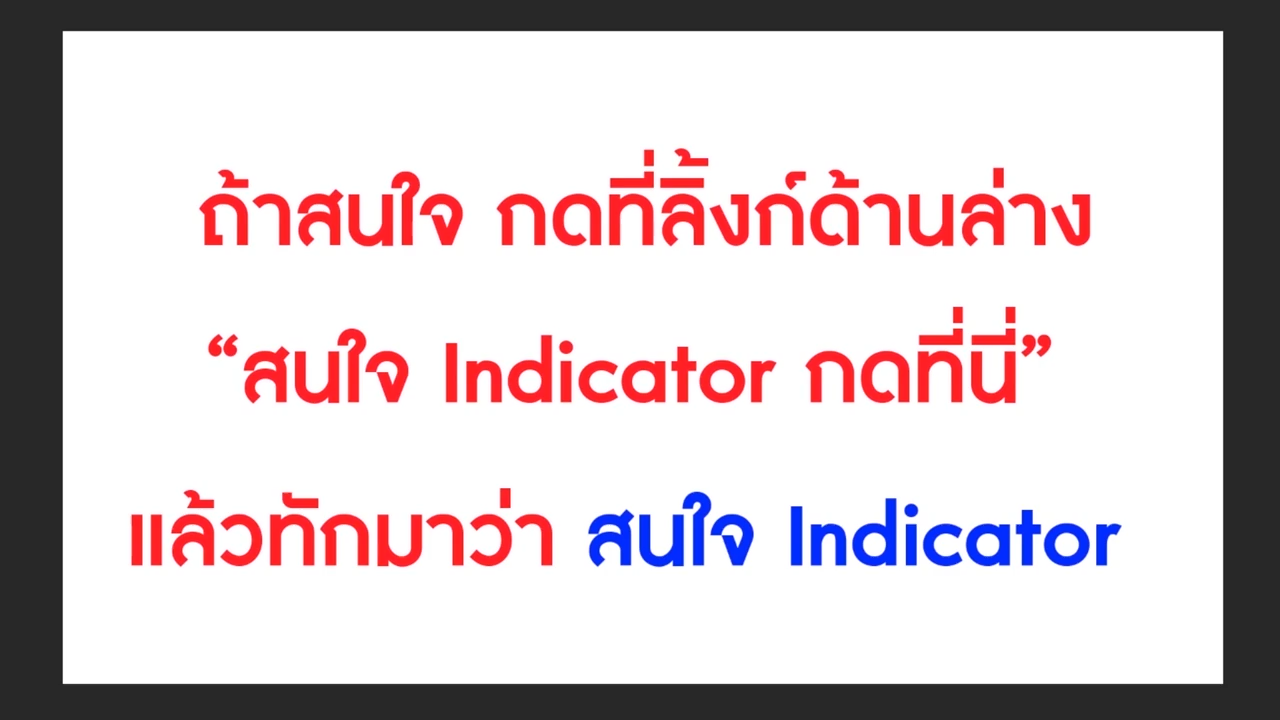 ถ้าสนใจ กดที่ลิ้งก์ด้านล่าง
“สนใจ Indicator กดที่นี่”
แล้วทักมาว่า สนใจ Indicator